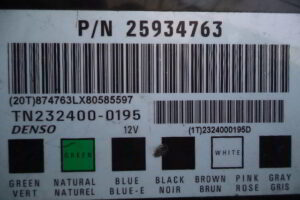 P/N 25934763
(20T)874763LX80585597
TN232400-0195
DENSO 12V
(1T)2324000195D
GREEN WHITE
GREEN NATURAL BLUE BLACK BROWN PINK GRAY
VERT NATUREL BLUE-E NOIR BRUN ROSE GRIS